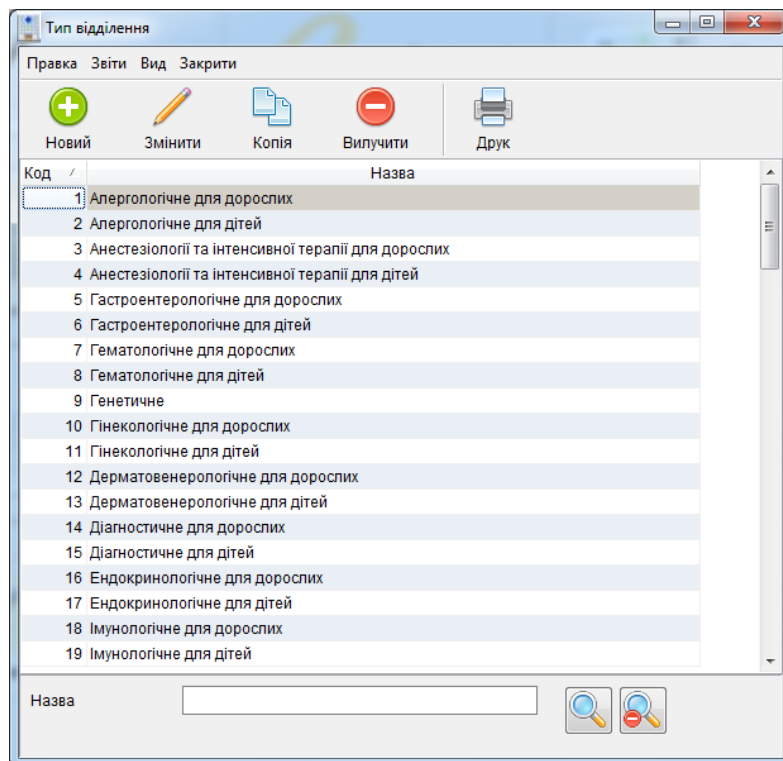 Тип відділення
Правка Звіти Вид Закрити
Новий Змінити Копія Вилучити Друк
Код Назва
1 Алергологічне для дорослих
2 Алергологічне для дітей
3 Анестезіології та інтенсивної терапії для дорослих
4 Анестезіології та інтенсивної терапії для дітей
5 Гастроентерологічне для дорослих
6 Гастроентерологічне для дітей
7 Гематологічне для дорослих
8 Гематологічне для дітей
9 Генетичне
10 Гінекологічне для дорослих
11 Гінекологічне для дітей
12 Дерматовенерологічне для дорослих
13 Дерматовенерологічне для дітей
14 Діагностичне для дорослих
15 Діагностичне для дітей
16 Ендокринологічне для дорослих
17 Ендокринологічне для дітей
18 Імунологічне для дорослих
19 Імунологічне для дітей
Назва